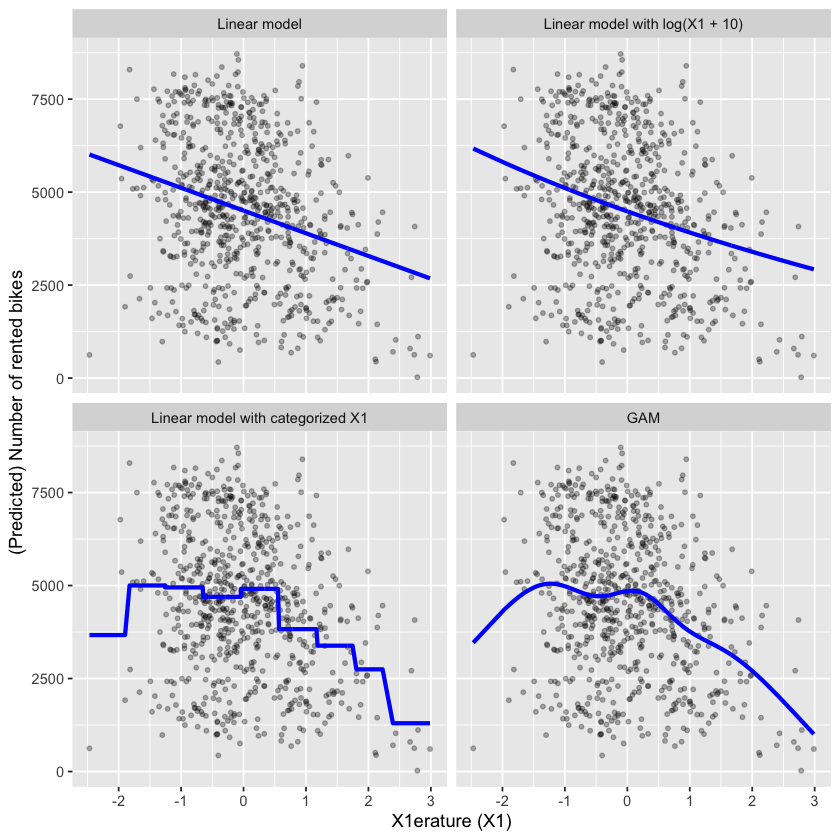 Linear model
Linear model with log(X1 + 10)
7500
5000
2500
0
Linear model with categorized X1
GAM
7500
5000
2500
0
-2 -1 0 1 2 3
-2 -1 0 1 2 3
X1erature (X1)
(Predicted) Number of rented bikes